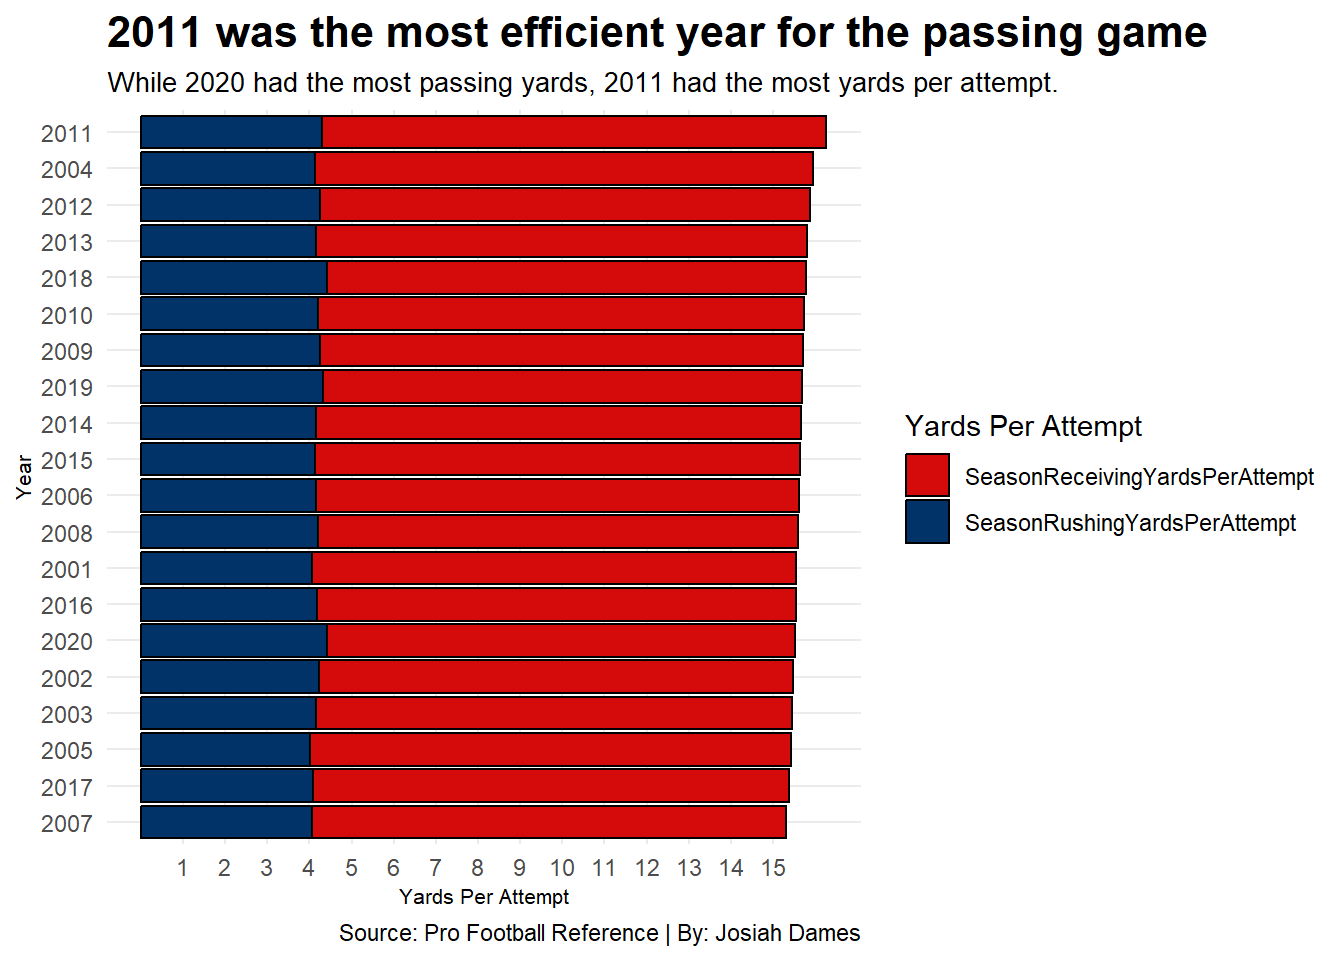 2011 was the most efficient year for the passing game
While 2020 had the most passing yards, 2011 had the most yards per attempt.
Year
2011
2004
2012
2013
2018
2010
2009
2019
2014
2015
2006
2008
2001
2016
2020
2002
2003
2005
2017
2007
1 2 3 4 5 6 7 8 9 10 11 12 13 14 15
Yards Per Attempt
Yards Per Attempt
SeasonReceivingYardsPerAttempt
SeasonRushingYardsPerAttempt
Source: Pro Football Reference | By: Josiah Dames